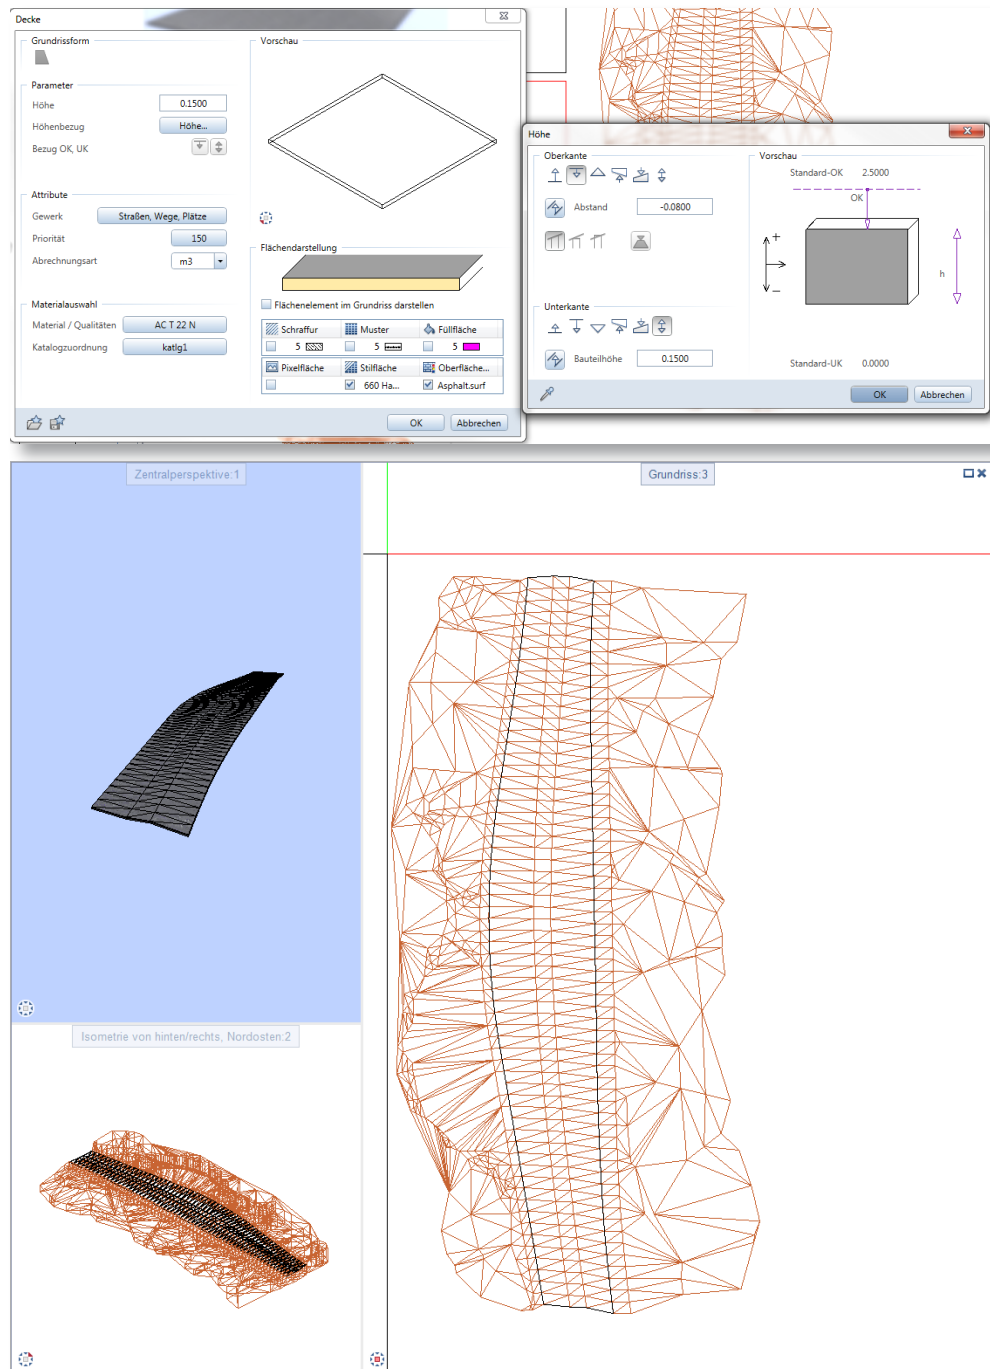 Decke
Grundrissform
Parameter
Höhe 0.1500
Höhenbezug Höhe...
Bezug OK, UK
Attribute
Gewerk Straßen, Wege, Plätze
Priorität 150
Abrechnungsart m3
Materialauswahl
Material / Qualitäten AC T 22 N
Katalogzuordnung katlg1
Vorschau
Flächendarstellung
Flächenelement im Grundriss darstellen
Schraffur Muster Füllfläche
5 5 5
Pixelfläche Stilfläche Oberfläche...
660 Ha... Asphalt.surf
OK Abbrechen
Höhe
Oberkante
Abstand -0.0800
Unterkante
Bauteilhöhe 0.1500
Vorschau
Standard-OK 2.5000
OK
+
h
−
Standard-UK 0.0000
OK Abbrechen
Zentralperspektive:1
Grundriss:3
Isometrie von hinten/rechts, Nordosten:2